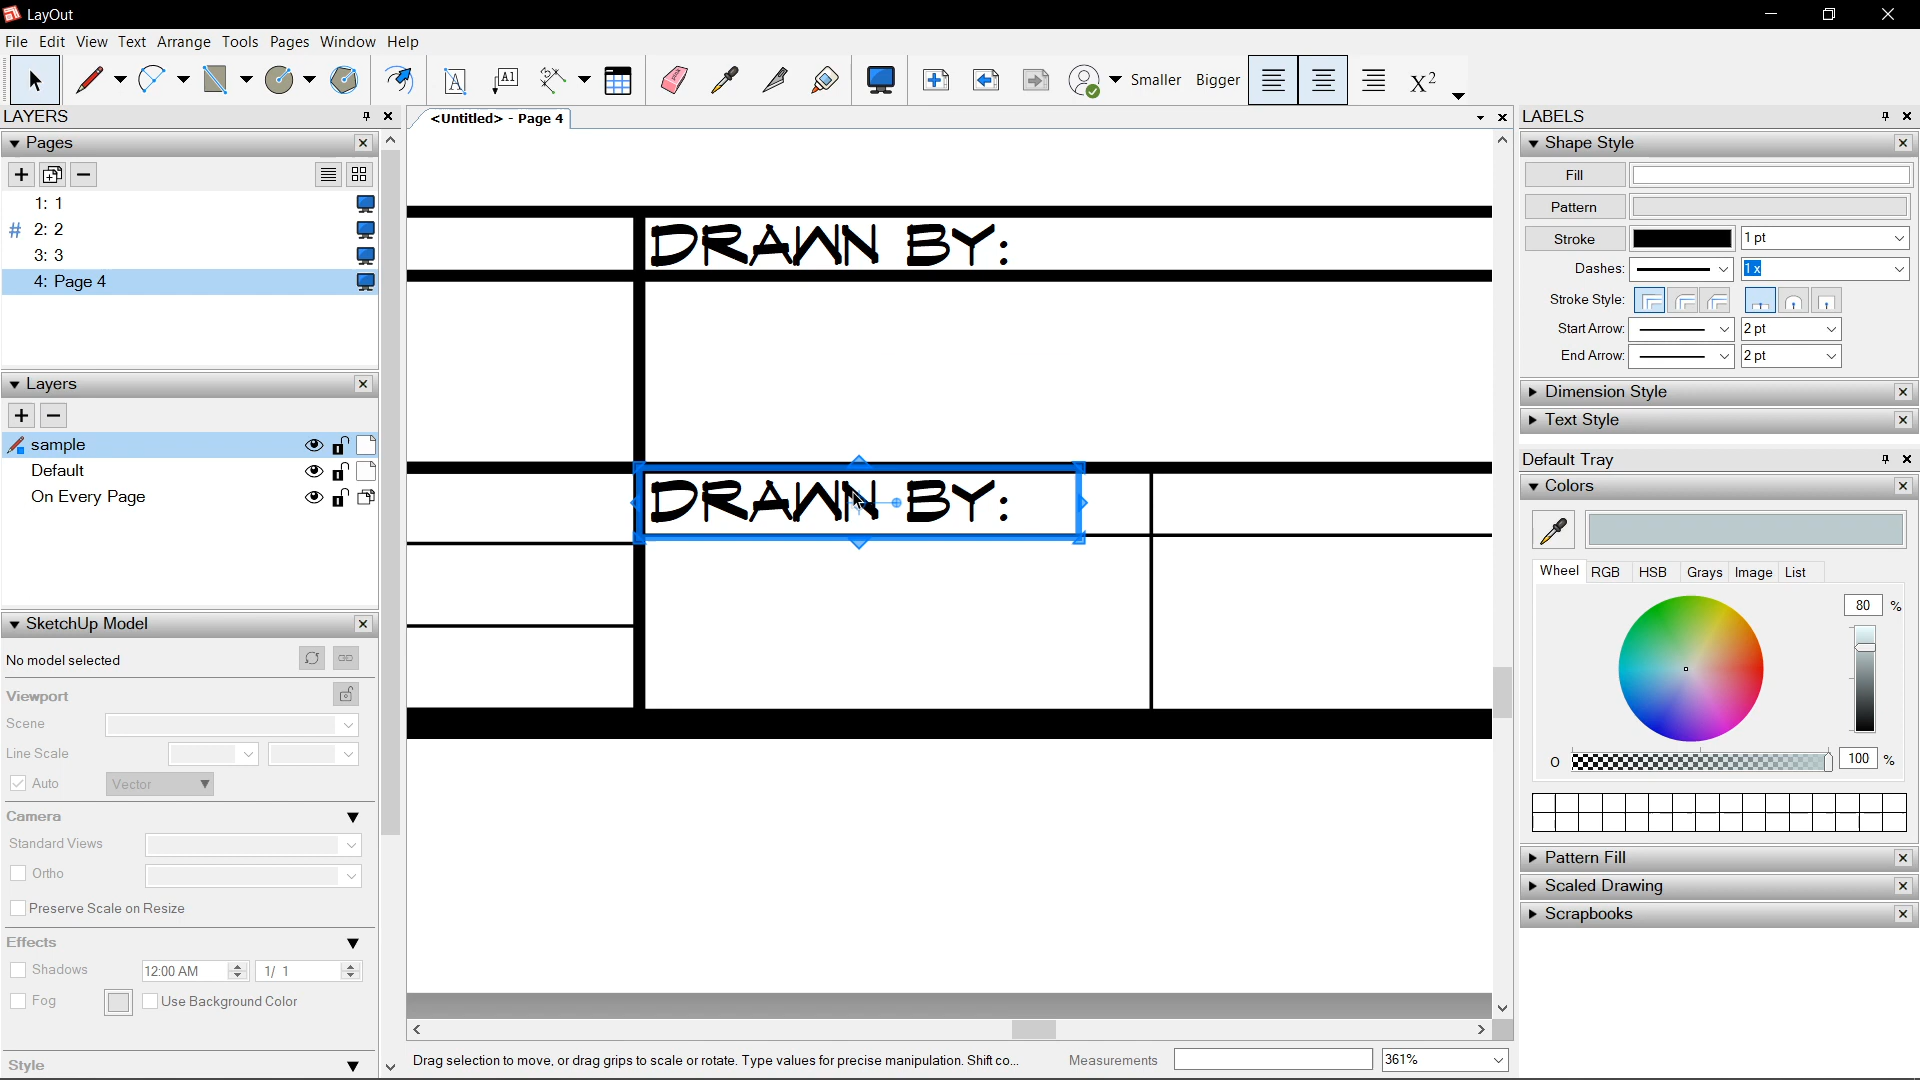 LayOut
File Edit View Text Arrange Tools Pages Window Help
A A1 Smaller Bigger X2
LAYERS
<Untitled> - Page 4
LABELS
Pages
1: 1
# 2: 2
3: 3
4: Page 4
Layers
sample
Default
On Every Page
SketchUp Model
No model selected
Viewport
Scene
Line Scale
Auto Vector
Camera
Standard Views
Ortho
Preserve Scale on Resize
Effects
Shadows 12:00 AM 1/ 1
Fog Use Background Color
Style
DRAWN BY:
DRAWN BY:
Drag selection to move, or drag grips to scale or rotate. Type values for precise manipulation. Shift co... Measurements 361%
Shape Style
Fill
Pattern
Stroke 1 pt
Dashes: 1 x
Stroke Style:
Start Arrow: 2 pt
End Arrow: 2 pt
Dimension Style
Text Style
Default Tray
Colors
Wheel RGB HSB Grays Image List
80 %
O 100 %
Pattern Fill
Scaled Drawing
Scrapbooks